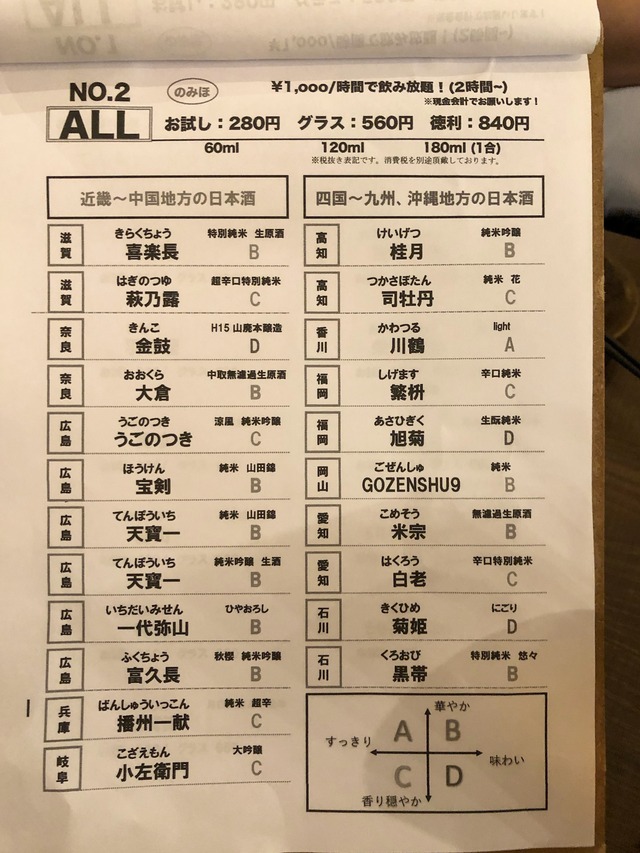 NO.2
のみほ
¥1,000/時間で飲み放題！(2時間~)
※現金会計でお願いします！
ALL
お試し：280円 グラス：560円 徳利：840円
60ml 120ml 180ml (1合)
※税抜き表記です。消費税を別途頂戴しております。
近畿～中国地方の日本酒
滋賀 きらくちょう 特別純米 生原酒
喜楽長 B
滋賀 はぎのつゆ 超辛口特別純米
萩乃露 C
奈良 きんこ H15 山廃本醸造
金鼓 D
奈良 おおくら 中取無濾過生原酒
大倉 B
広島 うごのつき 涼風 純米吟醸
うごのつき C
広島 ほうけん 純米 山田錦
宝剣 B
広島 てんぽういち 純米 山田錦
天寶一 B
広島 てんぽういち 純米吟醸 生酒
天寶一 B
広島 いちだいみせん ひやおろし
一代弥山 B
広島 ふくちょう 秋櫻 純米吟醸
富久長 B
兵庫 ばんしゅういっこん 純米 超辛
播州一献 C
岐阜 こざえもん 大吟醸
小左衛門 C
四国～九州、沖縄地方の日本酒
高知 けいげつ 純米吟醸
桂月 B
高知 つかさぼたん 純米 花
司牡丹 C
香川 かわつる light
川鶴 A
福岡 しげます 辛口純米
繁枡 C
福岡 あさひぎく 生酛純米
旭菊 D
岡山 ごぜんしゅ 純米
GOZENSHU9 B
愛知 こめそう 無濾過生原酒
米宗 B
愛知 はくろう 辛口特別純米
白老 C
石川 きくひめ にごり
菊姫 D
石川 くろおび 特別純米 悠々
黒帯 B
華やか
A B
すっきり 味わい
C D
香り穏やか